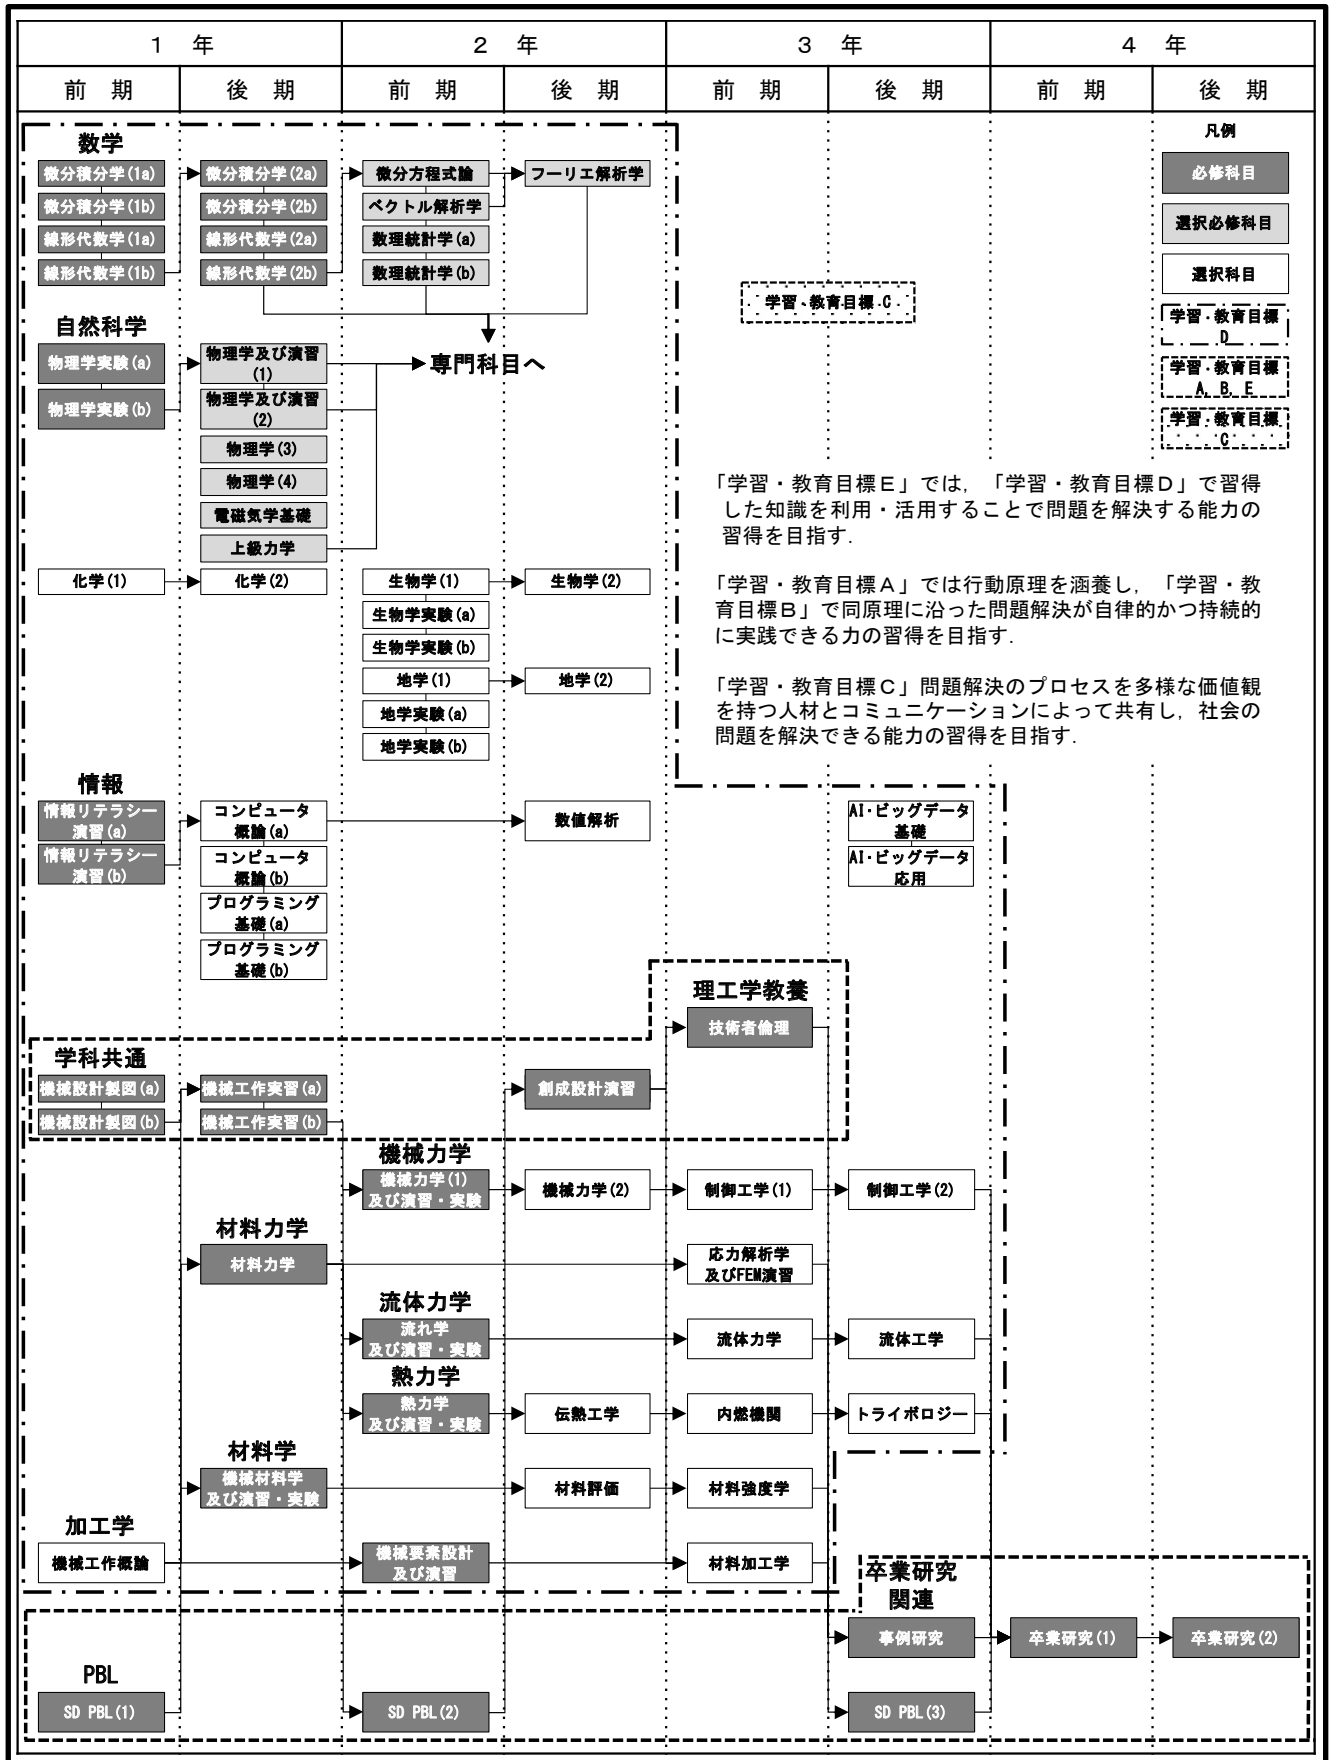 １ 年
２ 年
３ 年
４ 年
前 期
後 期
前 期
後 期
前 期
後 期
前 期
後 期
数学
微分積分学(1a)
微分積分学(2a)
微分方程式論
フーリエ解析学
微分積分学(1b)
微分積分学(2b)
ベクトル解析学
線形代数学(1a)
線形代数学(2a)
数理統計学(a)
線形代数学(1b)
線形代数学(2b)
数理統計学(b)
凡例
必修科目
選択必修科目
選択科目
学習・教育目標
D
学習・教育目標
A, B, E
学習・教育目標
C
学習・教育目標 C
自然科学
物理学実験(a)
物理学及び演習
(1)
専門科目へ
物理学実験(b)
物理学及び演習
(2)
物理学(3)
物理学(4)
電磁気学基礎
上級力学
化学(1)
化学(2)
生物学(1)
生物学(2)
生物学実験(a)
生物学実験(b)
地学(1)
地学(2)
地学実験(a)
地学実験(b)
「学習・教育目標Ｅ」では，「学習・教育目標Ｄ」で習得
した知識を利用・活用することで問題を解決する能力の
習得を目指す．
「学習・教育目標Ａ」では行動原理を涵養し，「学習・教
育目標Ｂ」で同原理に沿った問題解決が自律的かつ持続的
に実践できる力の習得を目指す．
「学習・教育目標Ｃ」問題解決のプロセスを多様な価値観
を持つ人材とコミュニケーションによって共有し，社会の
問題を解決できる能力の習得を目指す．
情報
情報リテラシー
演習(a)
コンピュータ
概論(a)
数値解析
AI・ビッグデータ
基礎
情報リテラシー
演習(b)
コンピュータ
概論(b)
AI・ビッグデータ
応用
プログラミング
基礎(a)
プログラミング
基礎(b)
理工学教養
技術者倫理
学科共通
機械設計製図(a)
機械工作実習(a)
創成設計演習
機械設計製図(b)
機械工作実習(b)
機械力学
機械力学(1)
及び演習・実験
機械力学(2)
制御工学(1)
制御工学(2)
材料力学
材料力学
応力解析学
及びFEM演習
流体力学
流れ学
及び演習・実験
流体力学
流体工学
熱力学
熱力学
及び演習・実験
伝熱工学
内燃機関
トライボロジー
材料学
機械材料学
及び演習・実験
材料評価
材料強度学
加工学
機械工作概論
機械要素設計
及び演習
材料加工学
卒業研究
関連
事例研究
卒業研究(1)
卒業研究(2)
PBL
SD PBL(1)
SD PBL(2)
SD PBL(3)